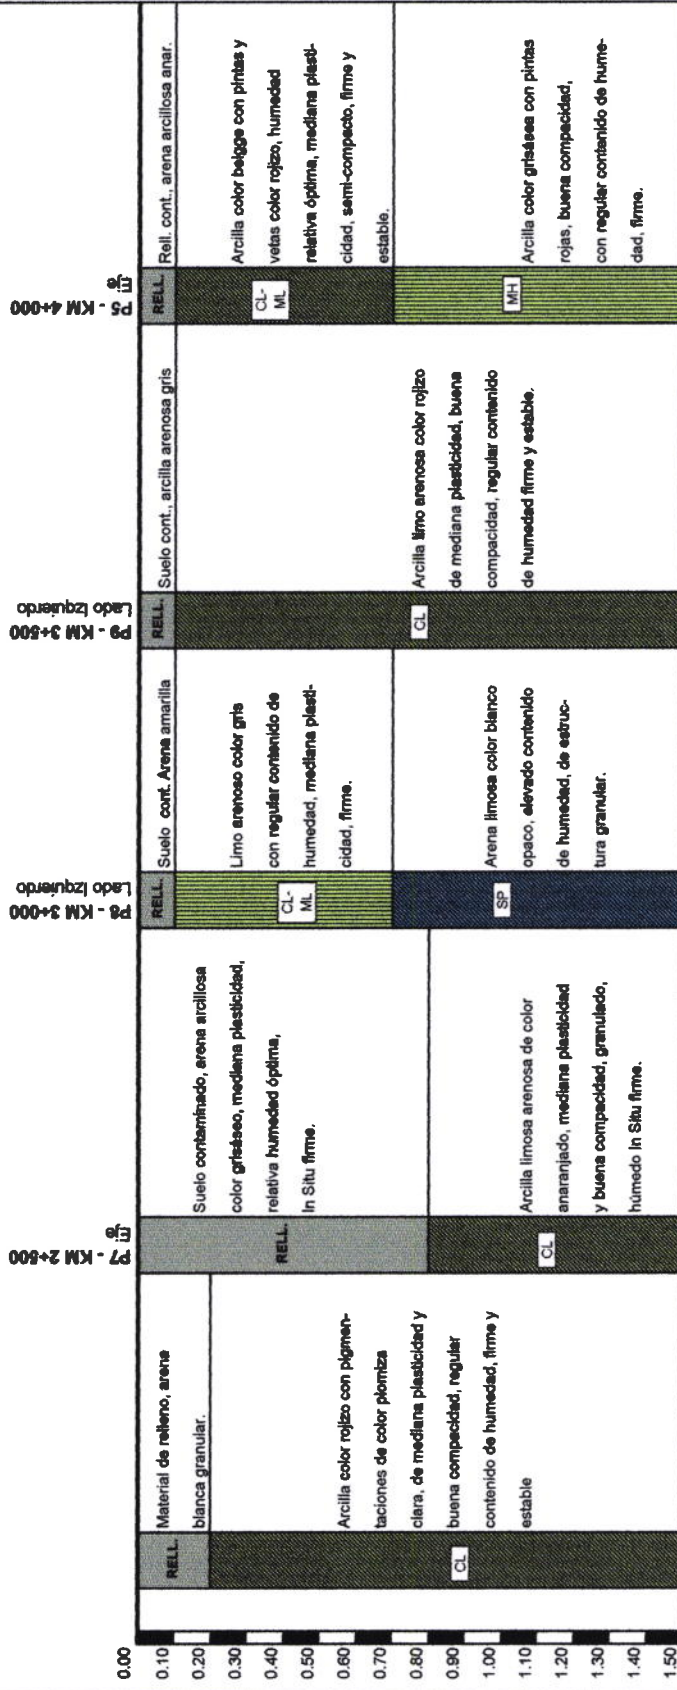 0.00
0.10
0.20
0.30
0.40
0.50
0.60
0.70
0.80
0.90
1.00
1.10
1.20
1.30
1.40
1.50
RELL.
Material de relleno, arena
blanca granular.
CL
Arcilla color rojizo con pigmen-
taciones de color plomiza
clara, de mediana plasticidad y
buena compacidad, regular
contenido de humedad, firme y
estable
P7 - KM 2+500
Eje
RELL.
Suelo contaminado, arena arcillosa
color grisáseo, mediana plasticidad,
relativa humedad óptima,
In Situ firme.
CL
Arcilla limosa arenosa de color
anaranjado, mediana plasticidad
y buena compacidad, granulado,
húmedo In Situ firme.
P8 - KM 3+000
Lado Izquierdo
RELL.
Suelo cont. Arena amarilla
CL-
ML
Limo arenoso color gris
con regular contenido de
humedad, mediana plasti-
cidad, firme.
SP
Arena limosa color blanco
opaco, elevado contenido
de humedad, de estruc-
tura granular.
P9 - KM 3+500
Lado Izquierdo
RELL.
Suelo cont., arcilla arenosa gris
CL
Arcilla limo arenosa color rojizo
de mediana plasticidad, buena
compacidad, regular contenido
de humedad firme y estable.
P5 - KM 4+000
Eje
RELL.
Rell. cont., arena arcillosa anar.
CL-
ML
Arcilla color beigge con pintas y
vetas color rojizo, humedad
relativa óptima, mediana plasti-
cidad, semi-compacto, firme y
estable.
MH
Arcilla color grisásea con pintas
rojas, buena compacidad,
con regular contenido de hume-
dad, firme.